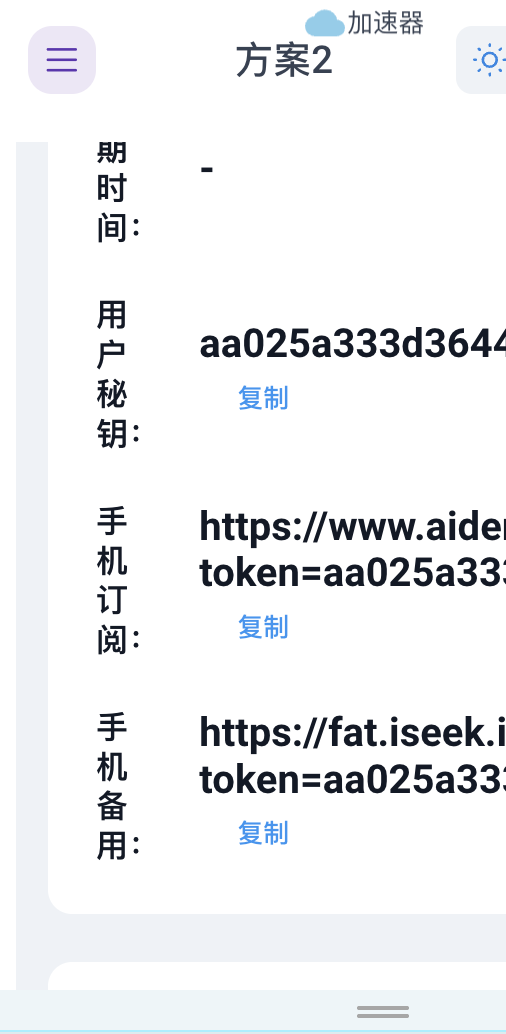 加速器
方案2
期
时
间：
-
用
户
秘
钥：
aa025a333d3644
复制
手
机
订
阅：
https://www.aide
token=aa025a333
复制
手
机
备
用：
https://fat.iseek.i
token=aa025a333
复制